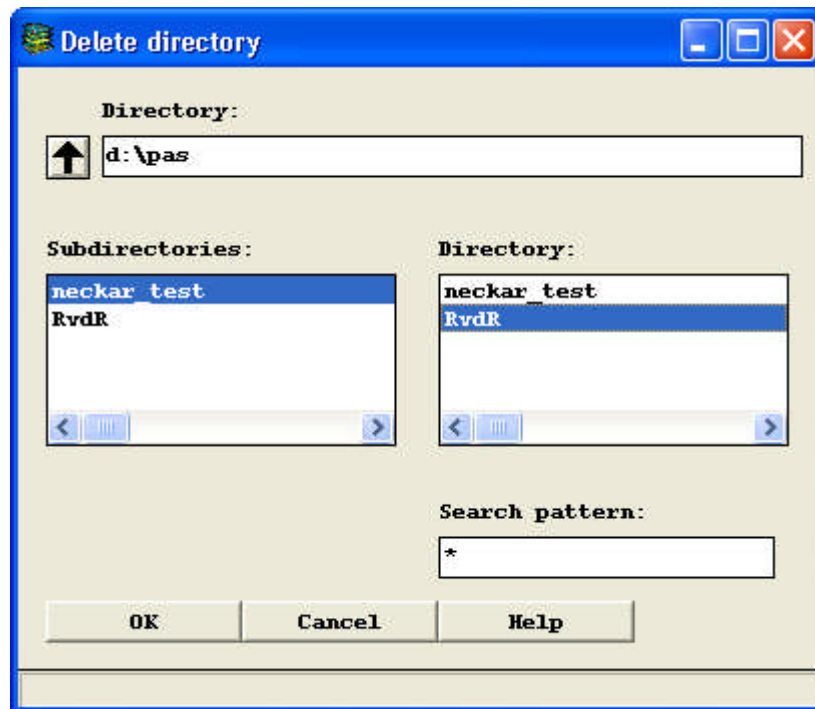 Delete directory
Directory:
d:\pas
Subdirectories:
neckar_test
RvdR
Directory:
neckar_test
RvdR
Search pattern:
*
OK Cancel Help